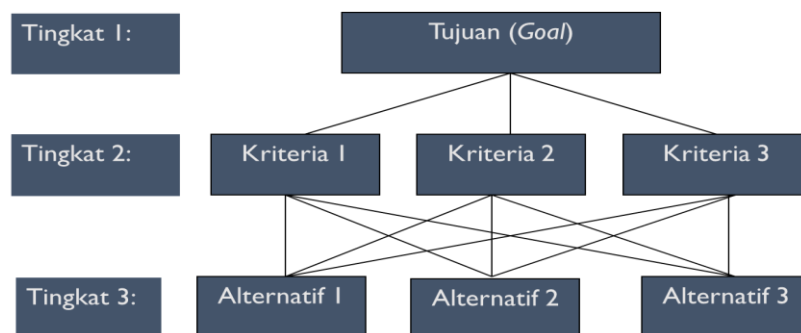 Tingkat 1:
Tujuan (Goal)
Tingkat 2:
Kriteria 1
Kriteria 2
Kriteria 3
Tingkat 3:
Alternatif 1
Alternatif 2
Alternatif 3